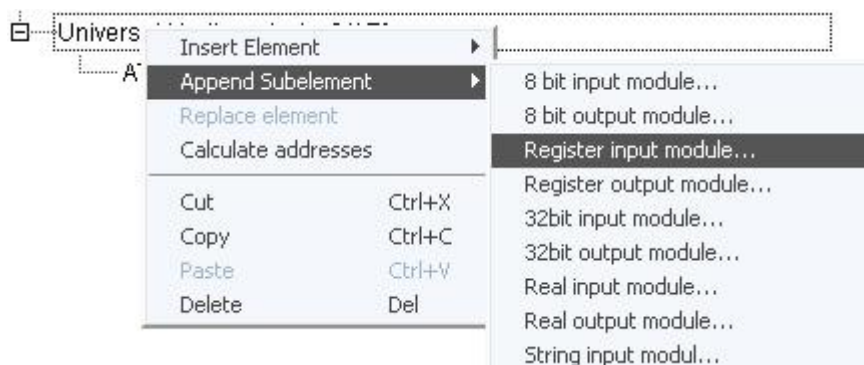 Univers
Insert Element
Append Subelement
Replace element
Calculate addresses
Cut Ctrl+X
Copy Ctrl+C
Paste Ctrl+V
Delete Del
8 bit input module...
8 bit output module...
Register input module...
Register output module...
32bit input module...
32bit output module...
Real input module...
Real output module...
String input modul...